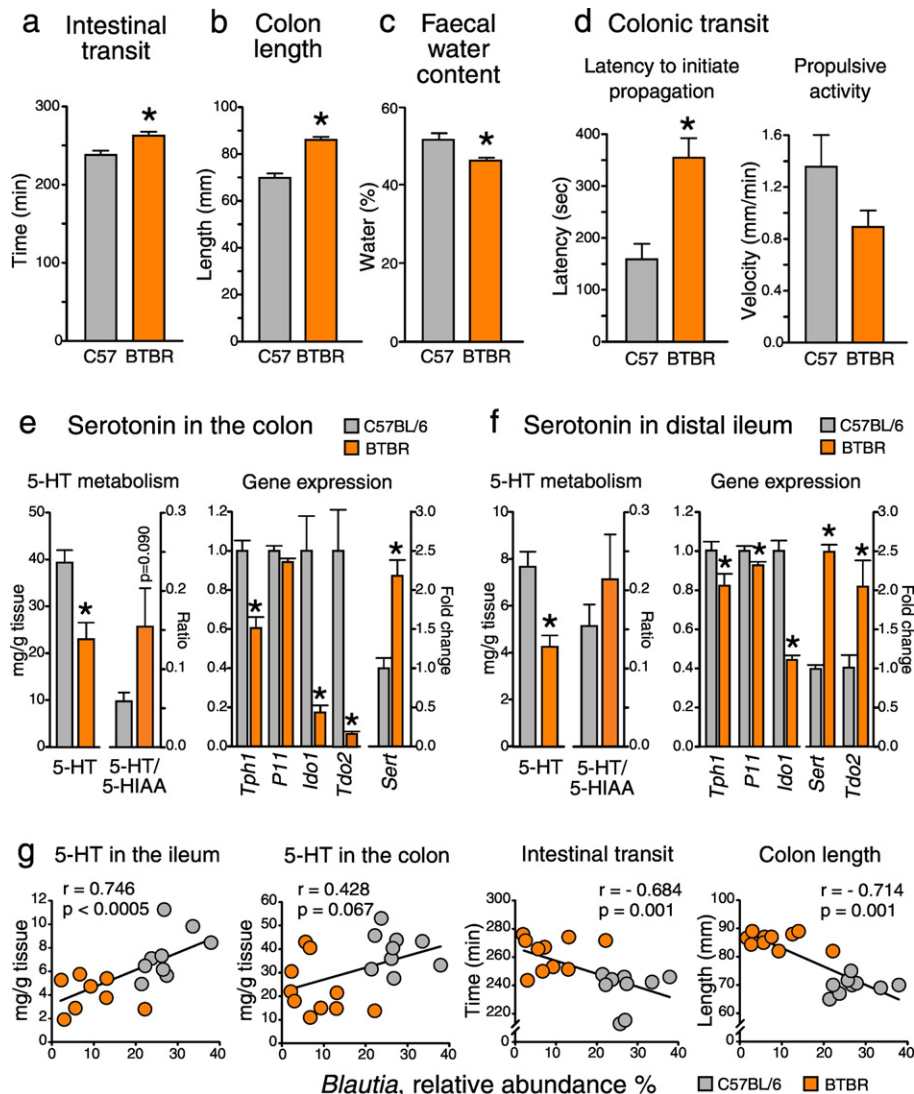 a Intestinal transit
Time (min)
300
200
100
0
C57 BTBR
*
b Colon length
Length (mm)
100
80
60
40
20
0
C57 BTBR
*
c Faecal water content
Water (%)
60
40
20
0
C57 BTBR
*
d Colonic transit
Latency to initiate propagation
Latency (sec)
400
300
200
100
0
C57 BTBR
*
Propulsive activity
Velocity (mm/min)
1.6
1.2
0.8
0.4
0.0
C57 BTBR
e Serotonin in the colon
C57BL/6
BTBR
5-HT metabolism
mg/g tissue
50
40
30
20
10
0
*
p=0.090
0.3
0.2
0.1
0.0
Ratio
5-HT
5-HT/
5-HIAA
Gene expression
1.2
1.0
0.8
0.6
0.4
0.2
0.0
*
*
*
*
3.0
2.5
2.0
1.5
1.0
0.5
0.0
Fold change
Tph1
P11
Ido1
Tdo2
Sert
f Serotonin in distal ileum
C57BL/6
BTBR
5-HT metabolism
mg/g tissue
10
8
6
4
2
0
*
0.3
0.2
0.1
0.0
Ratio
5-HT
5-HT/
5-HIAA
Gene expression
1.2
1.0
0.8
0.6
0.4
0.2
0.0
*
*
*
*
*
3.0
2.5
2.0
1.5
1.0
0.5
0.0
Fold change
Tph1
P11
Ido1
Sert
Tdo2
g 5-HT in the ileum
r = 0.746
p < 0.0005
mg/g tissue
12
10
8
6
4
2
0
0 10 20 30 40
5-HT in the colon
r = 0.428
p = 0.067
mg/g tissue
60
50
40
30
20
10
0
0 10 20 30 40
Intestinal transit
r = - 0.684
p = 0.001
Time (min)
300
280
260
240
220
0
0 10 20 30 40
Colon length
r = - 0.714
p = 0.001
Length (mm)
100
90
80
70
60
0
0 10 20 30 40
Blautia, relative abundance %
C57BL/6
BTBR